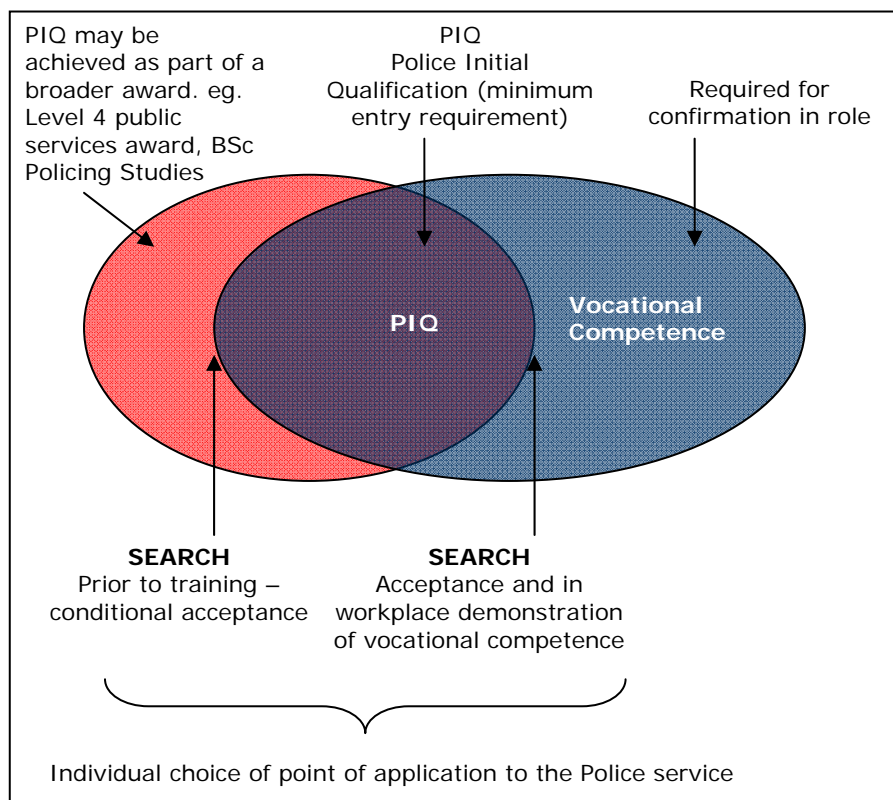 PIQ may be
achieved as part of a
broader award. eg.
Level 4 public
services award, BSc
Policing Studies
PIQ
Police Initial
Qualification (minimum
entry requirement)
Required for
confirmation in role
PIQ
Vocational
Competence
SEARCH
Prior to training –
conditional acceptance
SEARCH
Acceptance and in
workplace demonstration
of vocational competence
Individual choice of point of application to the Police service